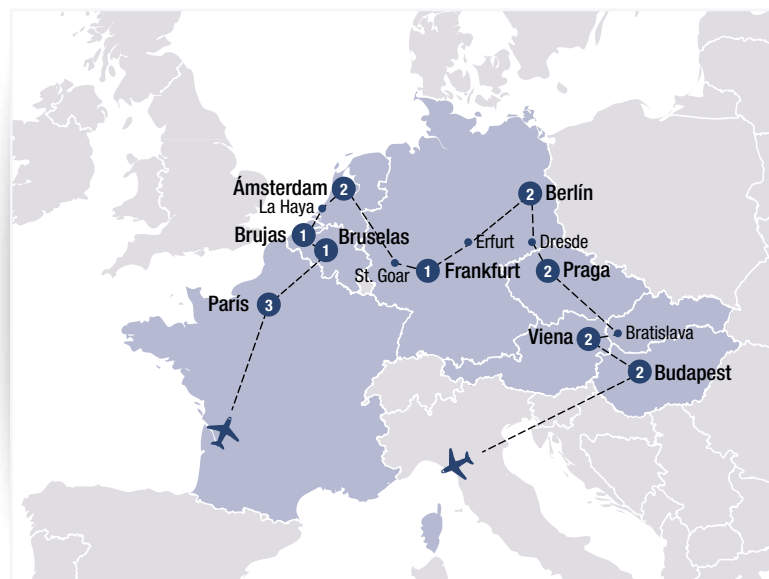 Ámsterdam 2
La Haya
Brujas 1
1 Bruselas
París 3
St. Goar
1 Frankfurt
Erfurt
2 Berlín
Dresde
2 Praga
Bratislava
Viena 2
2 Budapest